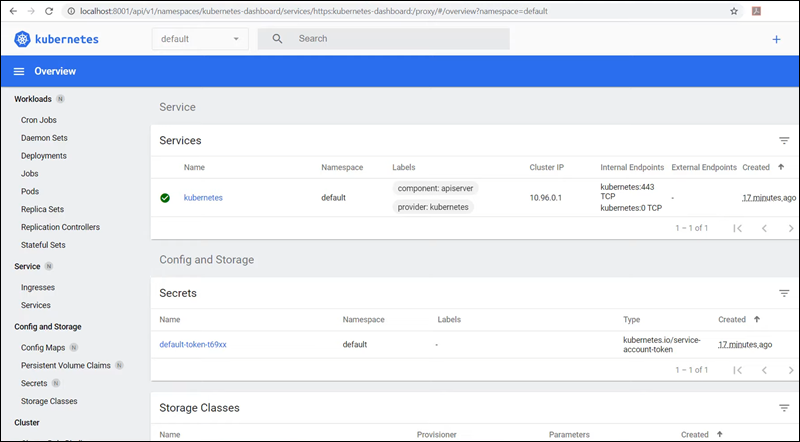 localhost:8001/api/v1/namespaces/kubernetes-dashboard/services/https:kubernetes-dashboard:/proxy/#/overview?namespace=default
kubernetes
default
Search
Overview
Workloads N
Cron Jobs
Daemon Sets
Deployments
Jobs
Pods
Replica Sets
Replication Controllers
Stateful Sets
Service N
Ingresses
Services
Config and Storage
Config Maps N
Persistent Volume Claims N
Secrets N
Storage Classes
Cluster
Service
Services
Name Namespace Labels Cluster IP Internal Endpoints External Endpoints Created
kubernetes default component: apiserver provider: kubernetes 10.96.0.1 kubernetes:443 TCP kubernetes:0 TCP - 17 minutes ago
1 – 1 of 1
Config and Storage
Secrets
Name Namespace Labels Type Created
default-token-t69xx default - kubernetes.io/service-account-token 17 minutes ago
1 – 1 of 1
Storage Classes
Name Provisioner Parameters Created